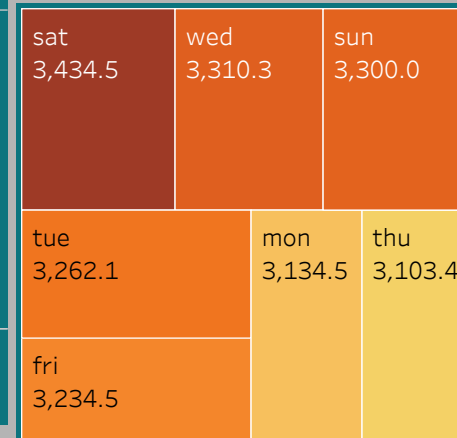 sat
3,434.5
wed
3,310.3
sun
3,300.0
tue
3,262.1
mon
3,134.5
thu
3,103.4
fri
3,234.5